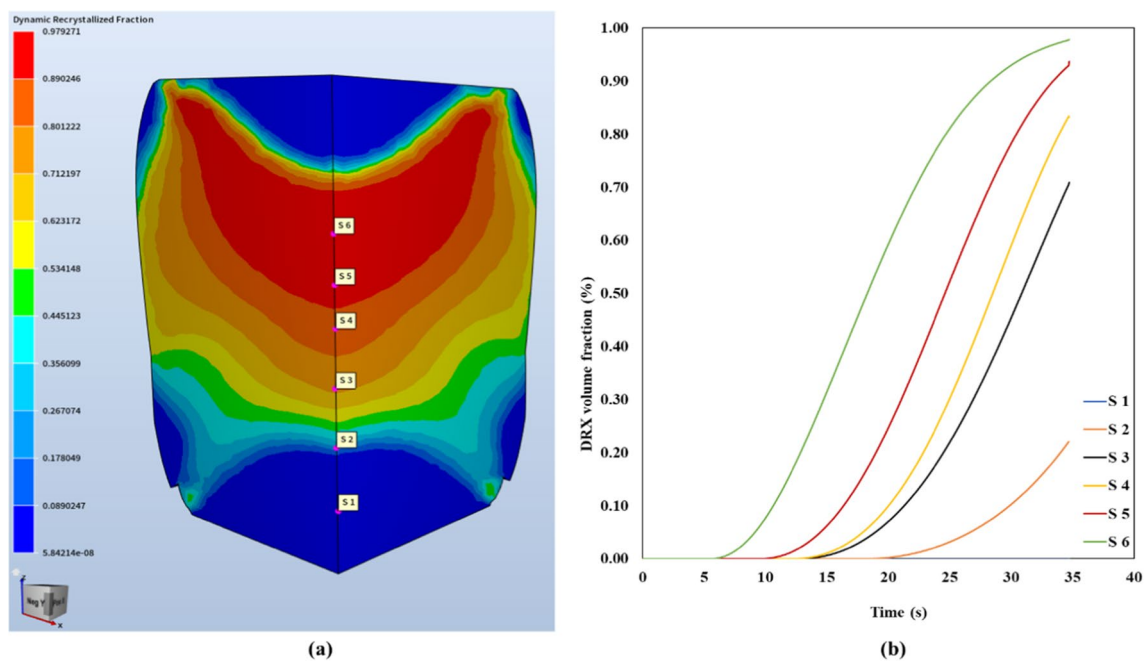 Dynamic Recrystallized Fraction
0.979271
0.890246
0.801222
0.712197
0.623172
0.534148
0.445123
0.356099
0.267074
0.178049
0.0890247
5.84214e-08
S 6
S 5
S 4
S 3
S 2
S 1
z
Neg Y
x
(a)
1.00
0.90
0.80
0.70
0.60
0.50
0.40
0.30
0.20
0.10
0.00
DRX volume fraction (%)
0 5 10 15 20 25 30 35 40
Time (s)
S 1
S 2
S 3
S 4
S 5
S 6
(b)